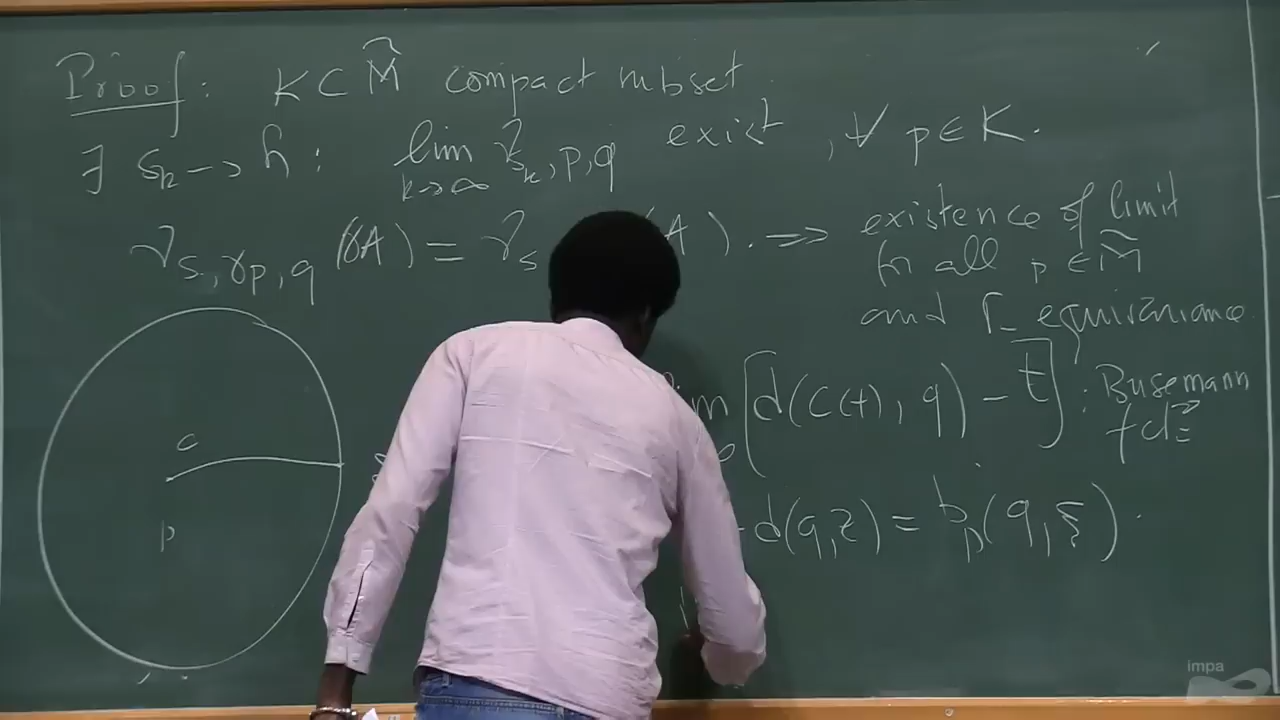 Proof: K ⊂ M̃ compact subset.
∃ s_k → h : lim_{k→∞} ν_{s_k,p,q} exist, ∀ p ∈ K.
ν_{s,γp,q} (γA) = ν_s A). ⇒ existence of limit
for all p ∈ M̃
and Γ_ equivariance.
[d(c(t), q) - t] : Busemann
c
- d(q,z) = b_p(q,ξ).
p
impa